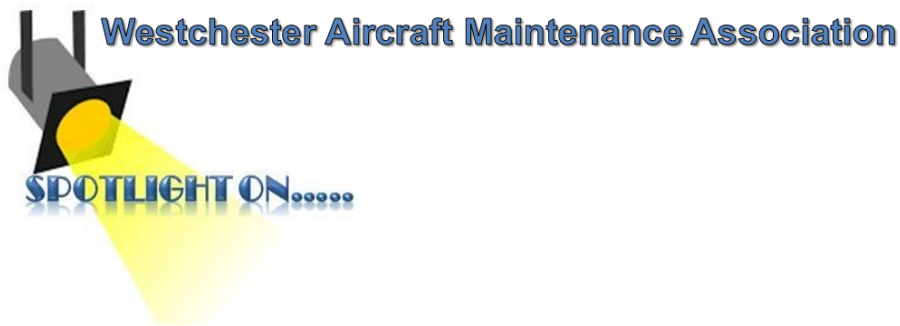 Westchester Aircraft Maintenance Association
SPOTLIGHT ON.....